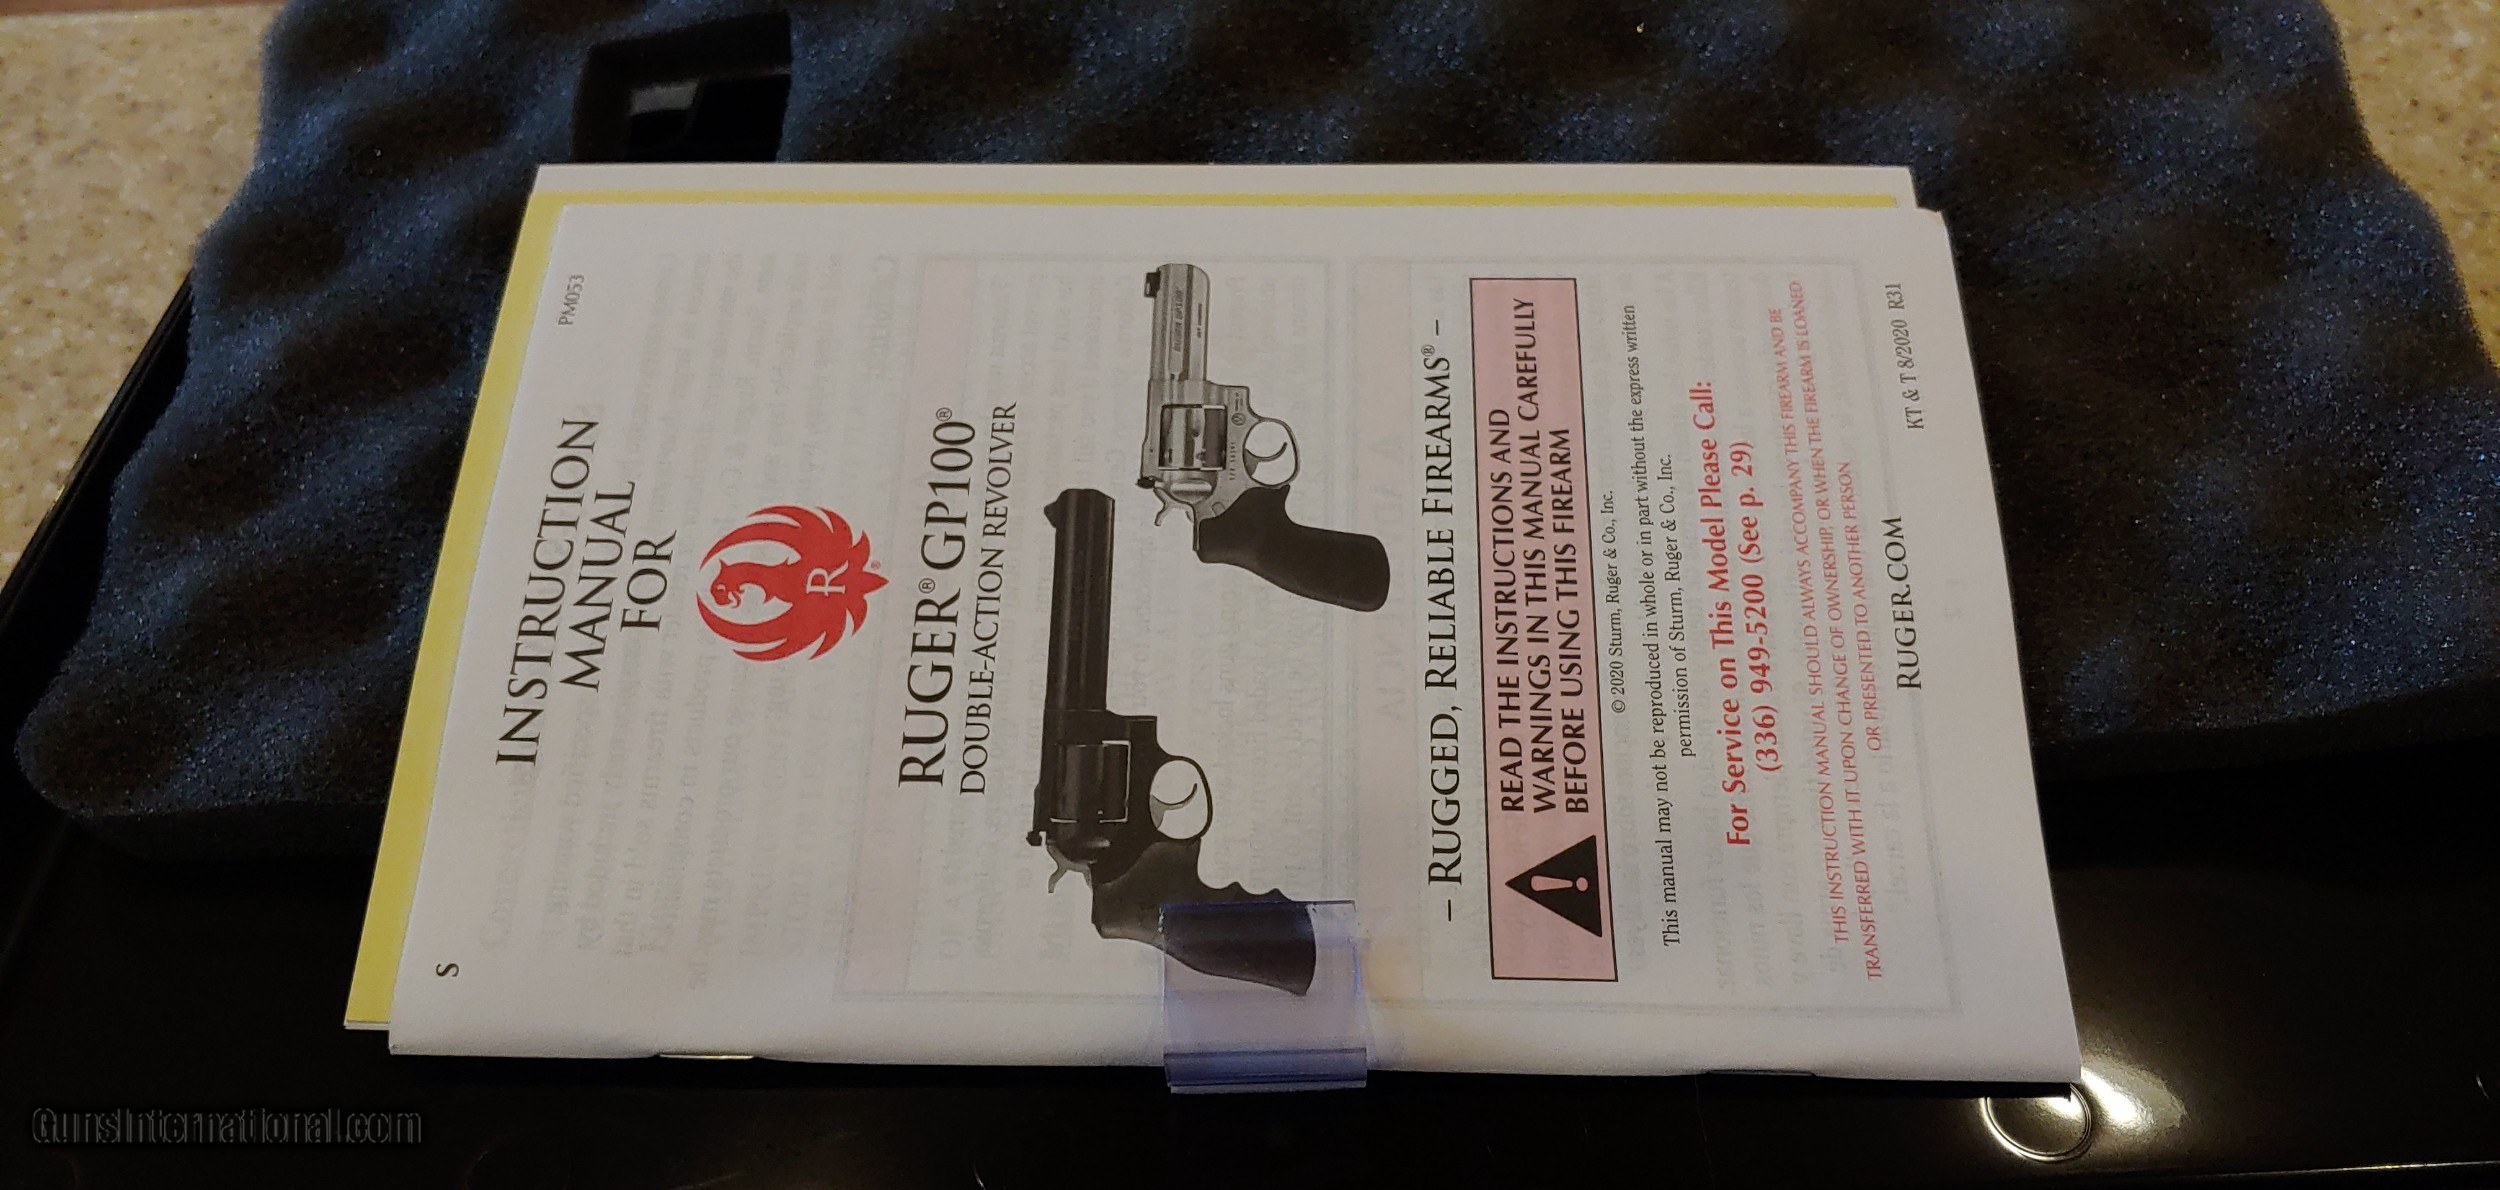 S
PM053
INSTRUCTION
MANUAL
FOR
R®
RUGER® GP100®
DOUBLE-ACTION REVOLVER
– RUGGED, RELIABLE FIREARMS® –
READ THE INSTRUCTIONS AND
WARNINGS IN THIS MANUAL CAREFULLY
BEFORE USING THIS FIREARM
© 2020 Sturm, Ruger & Co., Inc.
This manual may not be reproduced in whole or in part without the express written
permission of Sturm, Ruger & Co., Inc.
For Service on This Model Please Call:
(336) 949-5200 (See p. 29)
THIS INSTRUCTION MANUAL SHOULD ALWAYS ACCOMPANY THIS FIREARM AND BE
TRANSFERRED WITH IT UPON CHANGE OF OWNERSHIP, OR WHEN THE FIREARM IS LOANED
OR PRESENTED TO ANOTHER PERSON
RUGER.COM
KT & T 8/2020 R31
GunsInternational.com